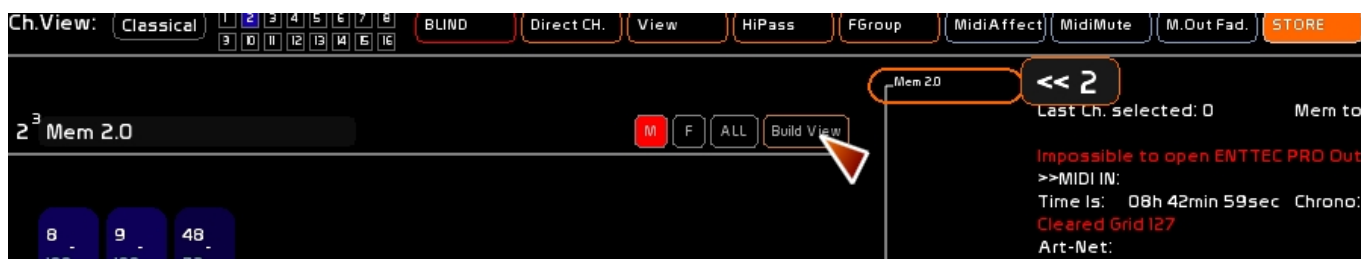 Ch.View: Classical 1 2 3 4 5 6 7 8 BLIND Direct CH. View HiPass FGroup MidiAffect MidiMute M.Out Fad. STORE
9 10 11 12 13 14 15 16
Mem 2.0 << 2
Last Ch. selected: 0 Mem to
2 3 Mem 2.0 M F ALL Build View
Impossible to open ENTTEC PRO Out
>>MIDI IN:
Time Is: 08h 42min 59sec Chrono:
Cleared Grid 127
8 - 9 - 48 -
Art-Net: